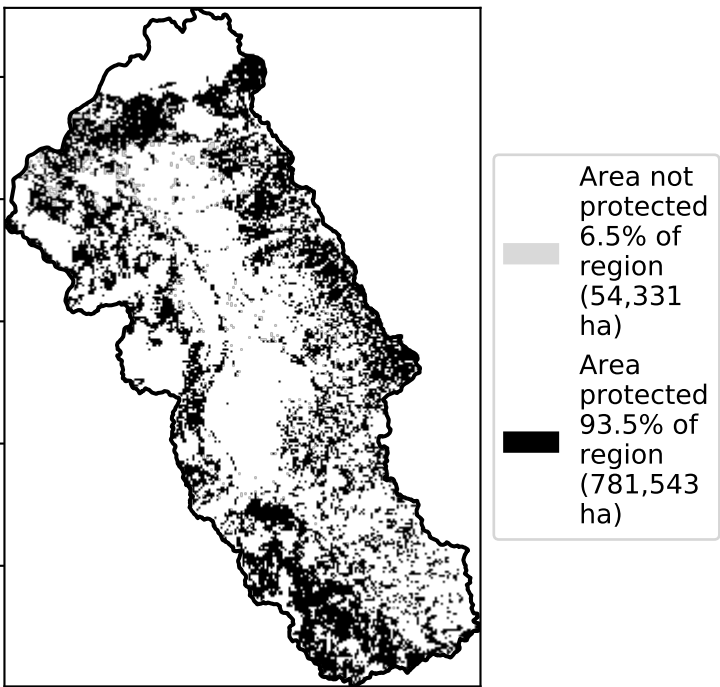 Area not
protected
6.5% of
region
(54,331
ha)
Area
protected
93.5% of
region
(781,543
ha)